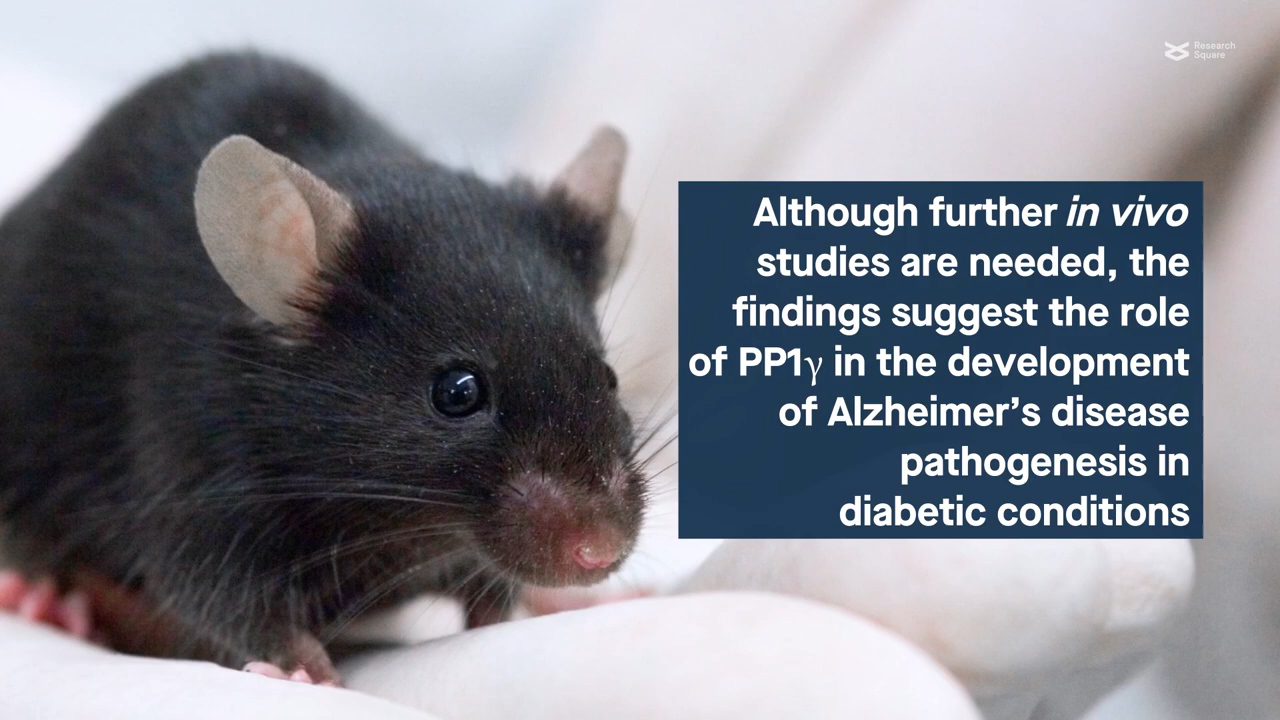 Research
Square
Although further in vivo
studies are needed, the
findings suggest the role
of PP1γ in the development
of Alzheimer’s disease
pathogenesis in
diabetic conditions